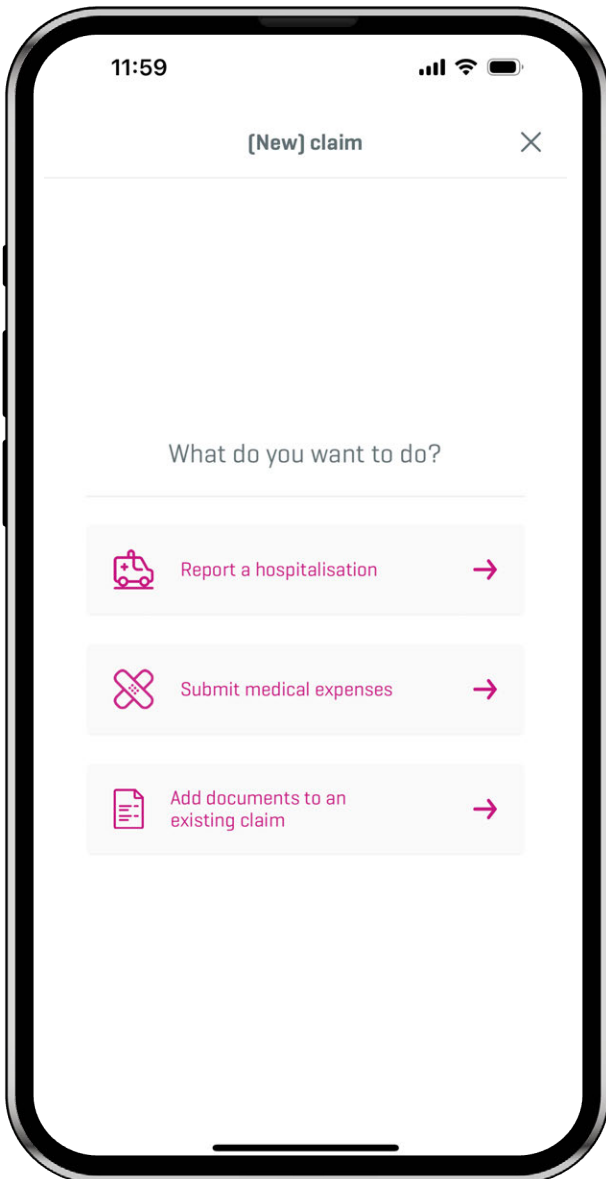 11:59
(New) claim
What do you want to do?
Report a hospitalisation
Submit medical expenses
Add documents to an
existing claim